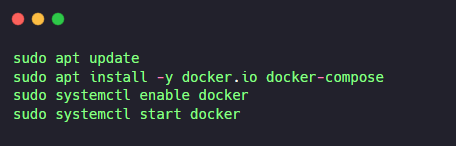 sudo apt update
sudo apt install -y docker.io docker-compose
sudo systemctl enable docker
sudo systemctl start docker